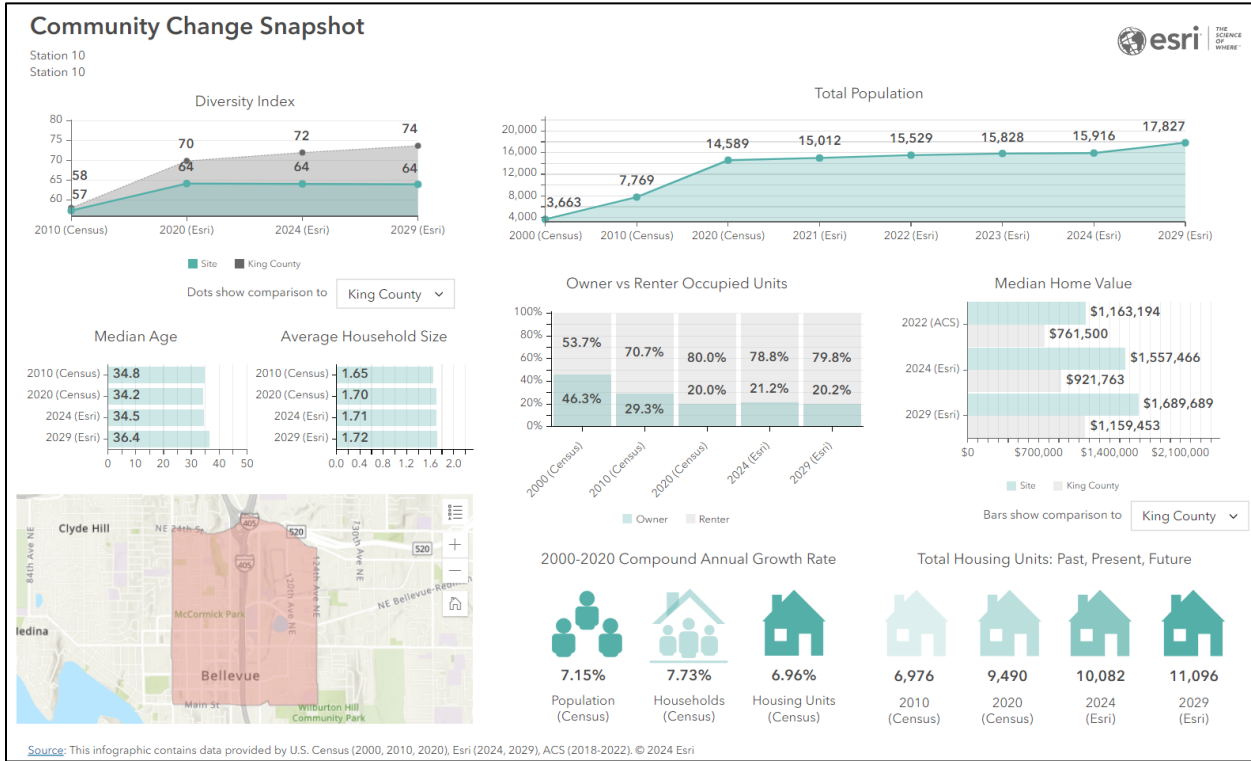 Community Change Snapshot
Station 10
Station 10
esri
THE
SCIENCE
OF
WHERE™
Diversity Index
80
75
70
65
60
58
57
70
64
72
64
74
64
2010 (Census)
2020 (Esri)
2024 (Esri)
2029 (Esri)
Site
King County
Dots show comparison to
King County
Total Population
20,000
16,000
12,000
8,000
4,000
3,663
7,769
14,589
15,012
15,529
15,828
15,916
17,827
2000 (Census)
2010 (Census)
2020 (Census)
2021 (Esri)
2022 (Esri)
2023 (Esri)
2024 (Esri)
2029 (Esri)
Median Age
2010 (Census) 34.8
2020 (Census) 34.2
2024 (Esri) 34.5
2029 (Esri) 36.4
0 10 20 30 40 50
Average Household Size
2010 (Census) 1.65
2020 (Census) 1.70
2024 (Esri) 1.71
2029 (Esri) 1.72
0.0 0.4 0.8 1.2 1.6 2.0
Owner vs Renter Occupied Units
100%
80%
60%
40%
20%
0%
53.7% 70.7% 80.0% 78.8% 79.8%
46.3% 29.3% 20.0% 21.2% 20.2%
2000 (Census)
2010 (Census)
2020 (Census)
2024 (Esri)
2029 (Esri)
Owner
Renter
Median Home Value
2022 (ACS)
$1,163,194
$761,500
2024 (Esri)
$1,557,466
$921,763
2029 (Esri)
$1,689,689
$1,159,453
$0 $700,000 $1,400,000 $2,100,000
Site
King County
Bars show comparison to
King County
84th Ave NE
Clyde Hill
NE 24th St
405
520
130th Ave NE
520
405
124th Ave NE
120th Ave NE
McCormick Park
Medina
Bellevue
Main St
Wilburton Hill
Community Park
2000-2020 Compound Annual Growth Rate
7.15%
Population
(Census)
7.73%
Households
(Census)
6.96%
Housing Units
(Census)
Total Housing Units: Past, Present, Future
6,976
2010
(Census)
9,490
2020
(Census)
10,082
2024
(Esri)
11,096
2029
(Esri)
Source: This infographic contains data provided by U.S. Census (2000, 2010, 2020), Esri (2024, 2029), ACS (2018-2022). © 2024 Esri